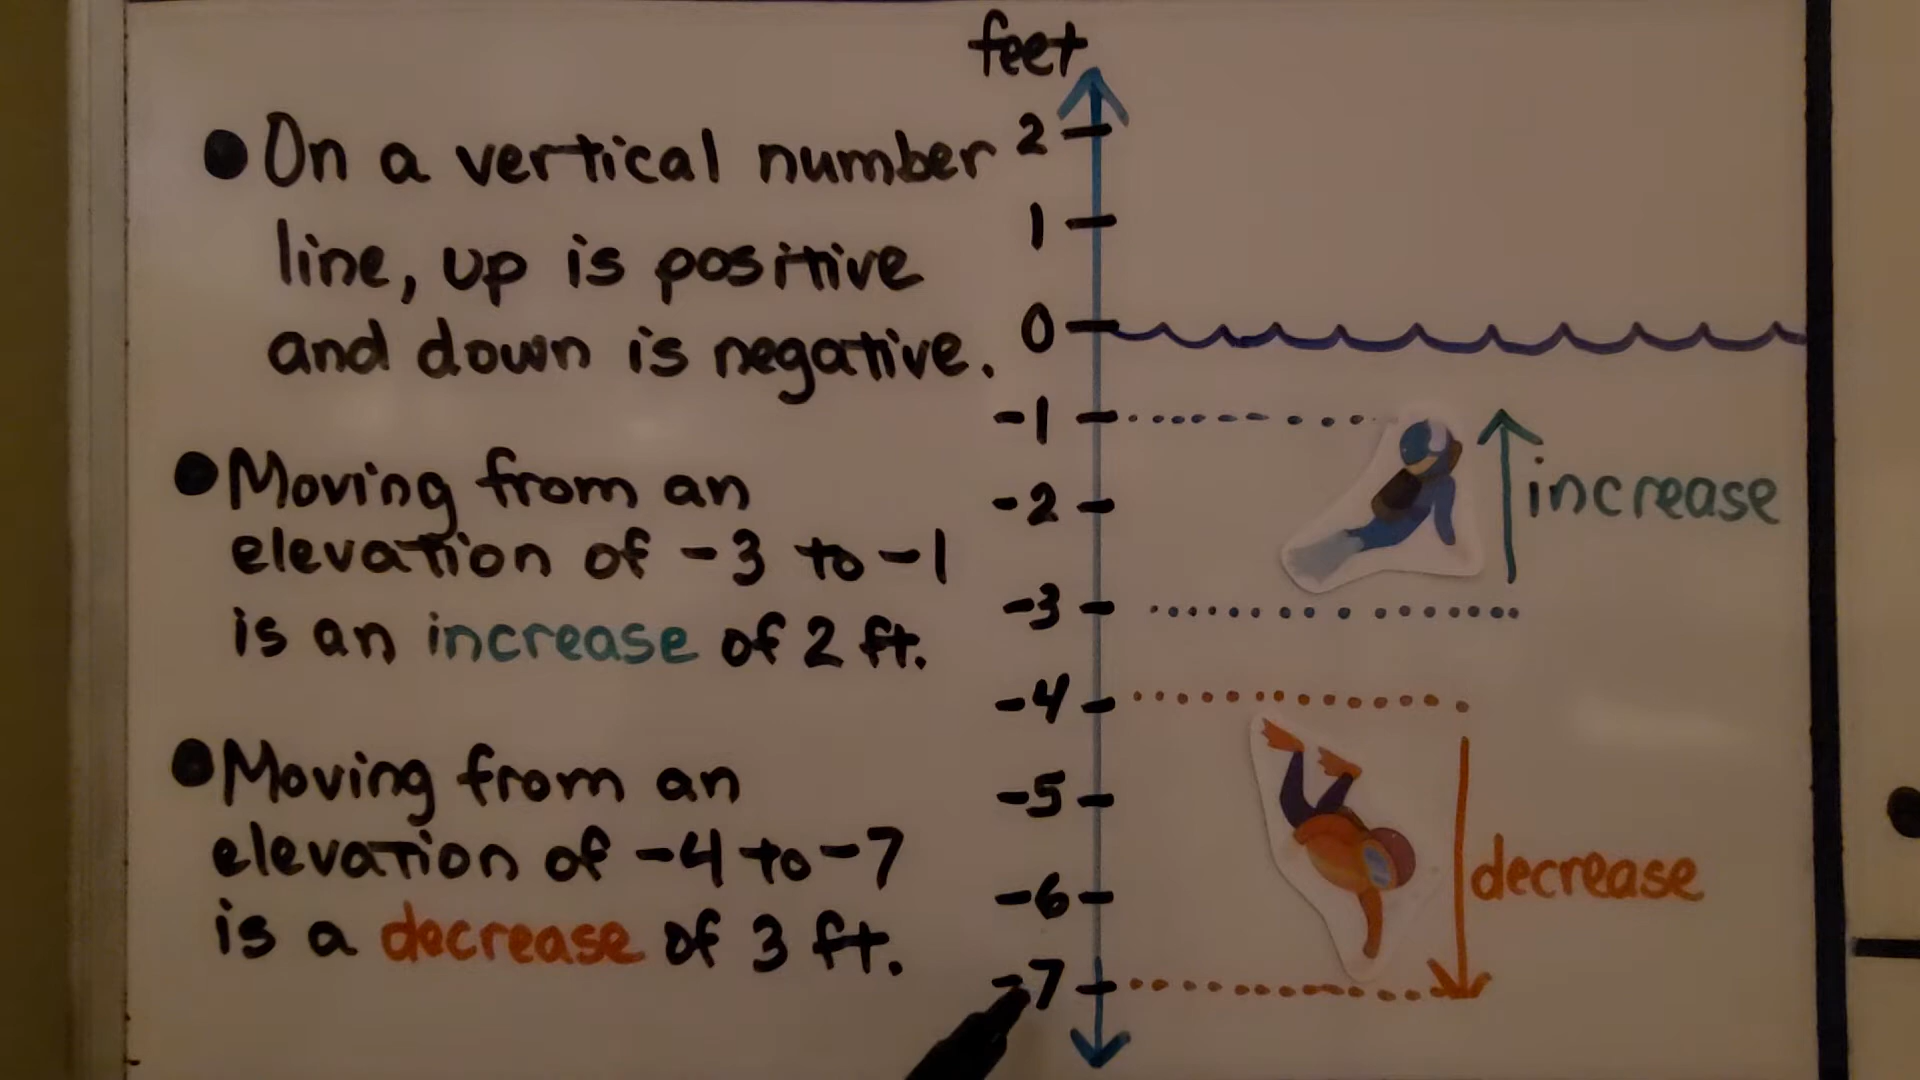 feet
● On a vertical number
line, up is positive
and down is negative.
● Moving from an
elevation of -3 to -1
is an increase of 2 ft.
● Moving from an
elevation of -4 to -7
is a decrease of 3 ft.
2
1
0
-1
-2
increase
-3
-4
-5
-6
decrease
-7